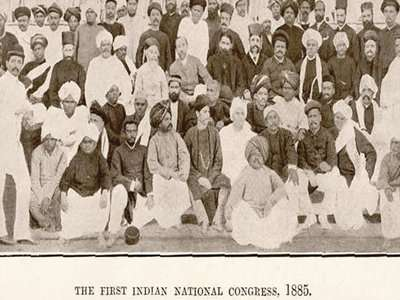 THE FIRST INDIAN NATIONAL CONGRESS, 1885.